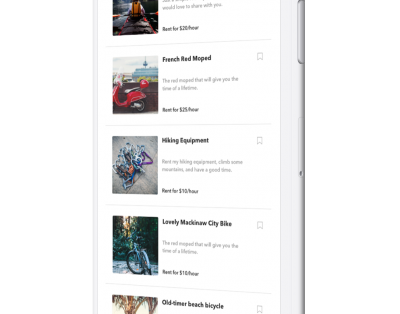 would love to share with you.
Rent for $20/hour
French Red Moped
The red moped that will give you the
time of a lifetime.
Rent for $25/hour
Hiking Equipment
Rent my hiking equipment, climb some
mountains, and have a good time.
Rent for $10/hour
Lovely Mackinaw City Bike
The red moped that will give you the
time of a lifetime.
Rent for $10/hour
Old-timer beach bicycle